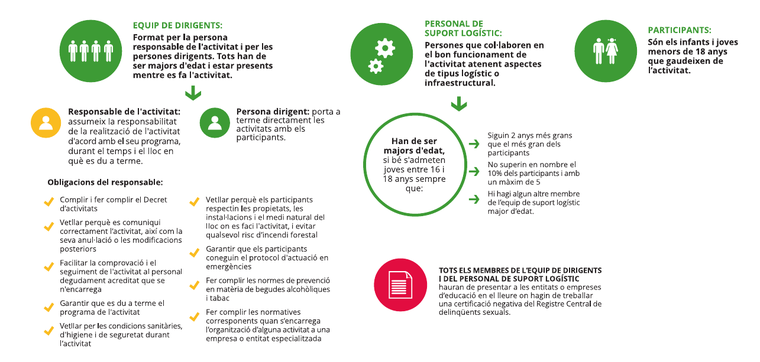 EQUIP DE DIRIGENTS:
Format per la persona
responsable de l'activitat i per les
persones dirigents. Tots han de
ser majors d'edat i estar presents
mentre es fa l'activitat.
Responsable de l'activitat:
assumeix la responsabilitat
de la realització de l'activitat
d'acord amb el seu programa,
durant el temps i el lloc en
què es du a terme.
Persona dirigent: porta a
terme directament les
activitats amb els
participants.
Obligacions del responsable:
Complir i fer complir el Decret
d'activitats
Vetllar perquè es comuniqui
correctament l'activitat, així com la
seva anul·lació o les modificacions
posteriors
Facilitar la comprovació i el
seguiment de l'activitat al personal
degudament acreditat que se
n'encarrega
Garantir que es du a terme el
programa de l'activitat
Vetllar per les condicions sanitàries,
d'higiene i de seguretat durant
l'activitat
Vetllar perquè els participants
respectin les propietats, les
instal·lacions i el medi natural del
lloc on es faci l'activitat, i evitar
qualsevol risc d'incendi forestal
Garantir que els participants
coneguin el protocol d'actuació en
emergències
Fer complir les normes de prevenció
en matèria de begudes alcohòliques
i tabac
Fer complir les normatives
corresponents quan s'encarrega
l'organització d'alguna activitat a una
empresa o entitat especialitzada
PERSONAL DE
SUPORT LOGÍSTIC:
Persones que col·laboren en
el bon funcionament de
l'activitat atenent aspectes
de tipus logístic o
infraestructural.
Han de ser
majors d'edat,
si bé s'admeten
joves entre 16 i
18 anys sempre
que:
Siguin 2 anys més grans
que el més gran dels
participants
No superin en nombre el
10% dels participants i amb
un màxim de 5
Hi hagi algun altre membre
de l'equip de suport logístic
major d'edat.
PARTICIPANTS:
Són els infants i joves
menors de 18 anys
que gaudeixen de
l'activitat.
TOTS ELS MEMBRES DE L'EQUIP DE DIRIGENTS
I DEL PERSONAL DE SUPORT LOGÍSTIC
hauran de presentar a les entitats o empreses
d'educació en el lleure on hagin de treballar
una certificació negativa del Registre Central de
delinqüents sexuals.